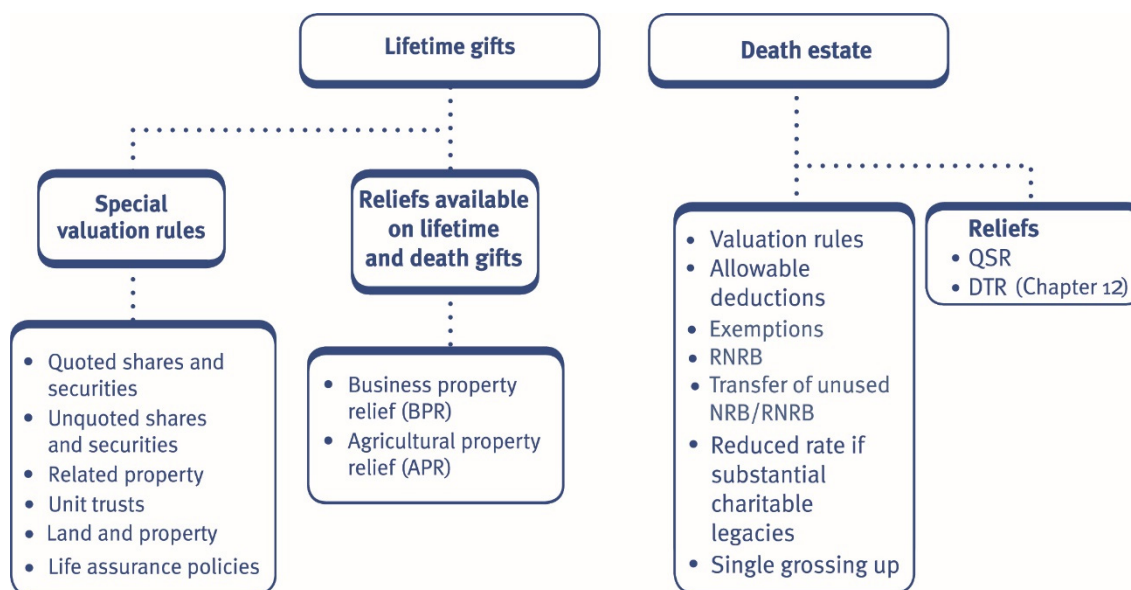 Lifetime gifts
Death estate
Special
valuation rules
Reliefs available
on lifetime
and death gifts
• Quoted shares and
securities
• Unquoted shares
and securities
• Related property
• Unit trusts
• Land and property
• Life assurance policies
• Business property
relief (BPR)
• Agricultural property
relief (APR)
• Valuation rules
• Allowable
deductions
• Exemptions
• RNRB
• Transfer of unused
NRB/RNRB
• Reduced rate if
substantial
charitable
legacies
• Single grossing up
Reliefs
• QSR
• DTR (Chapter 12)